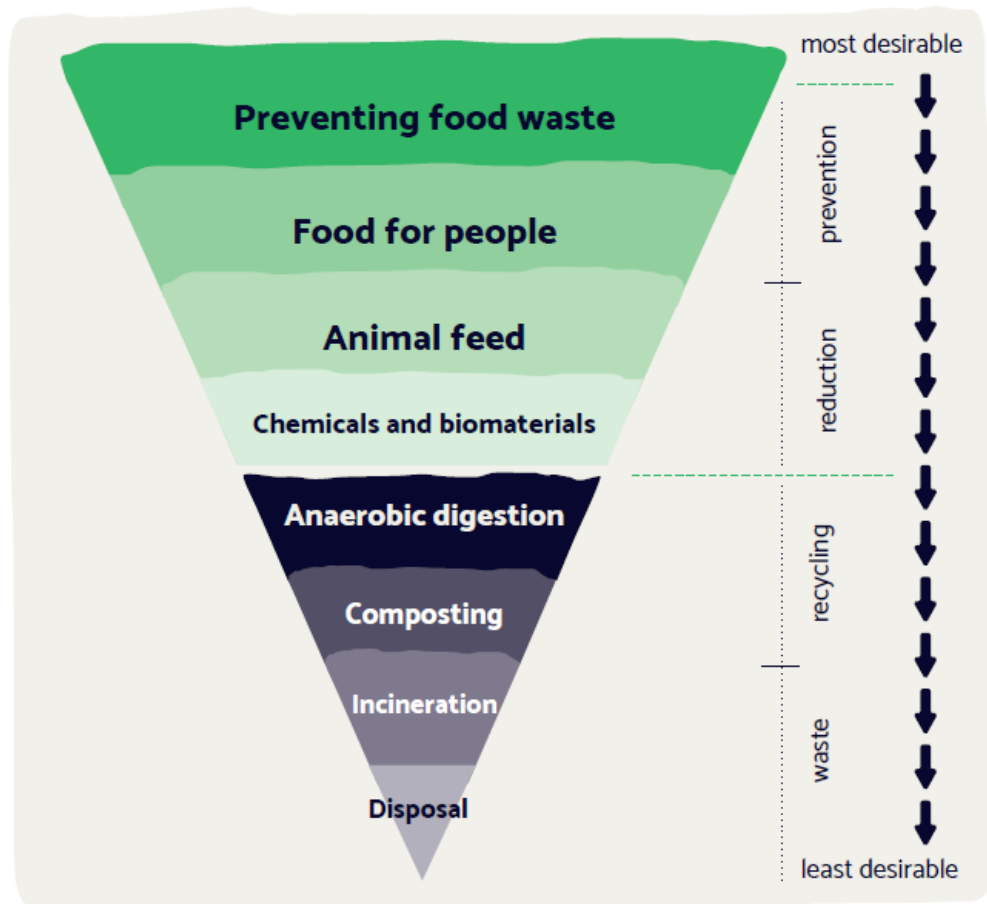 most desirable
Preventing food waste
prevention
Food for people
Animal feed
reduction
Chemicals and biomaterials
Anaerobic digestion
recycling
Composting
Incineration
waste
Disposal
least desirable